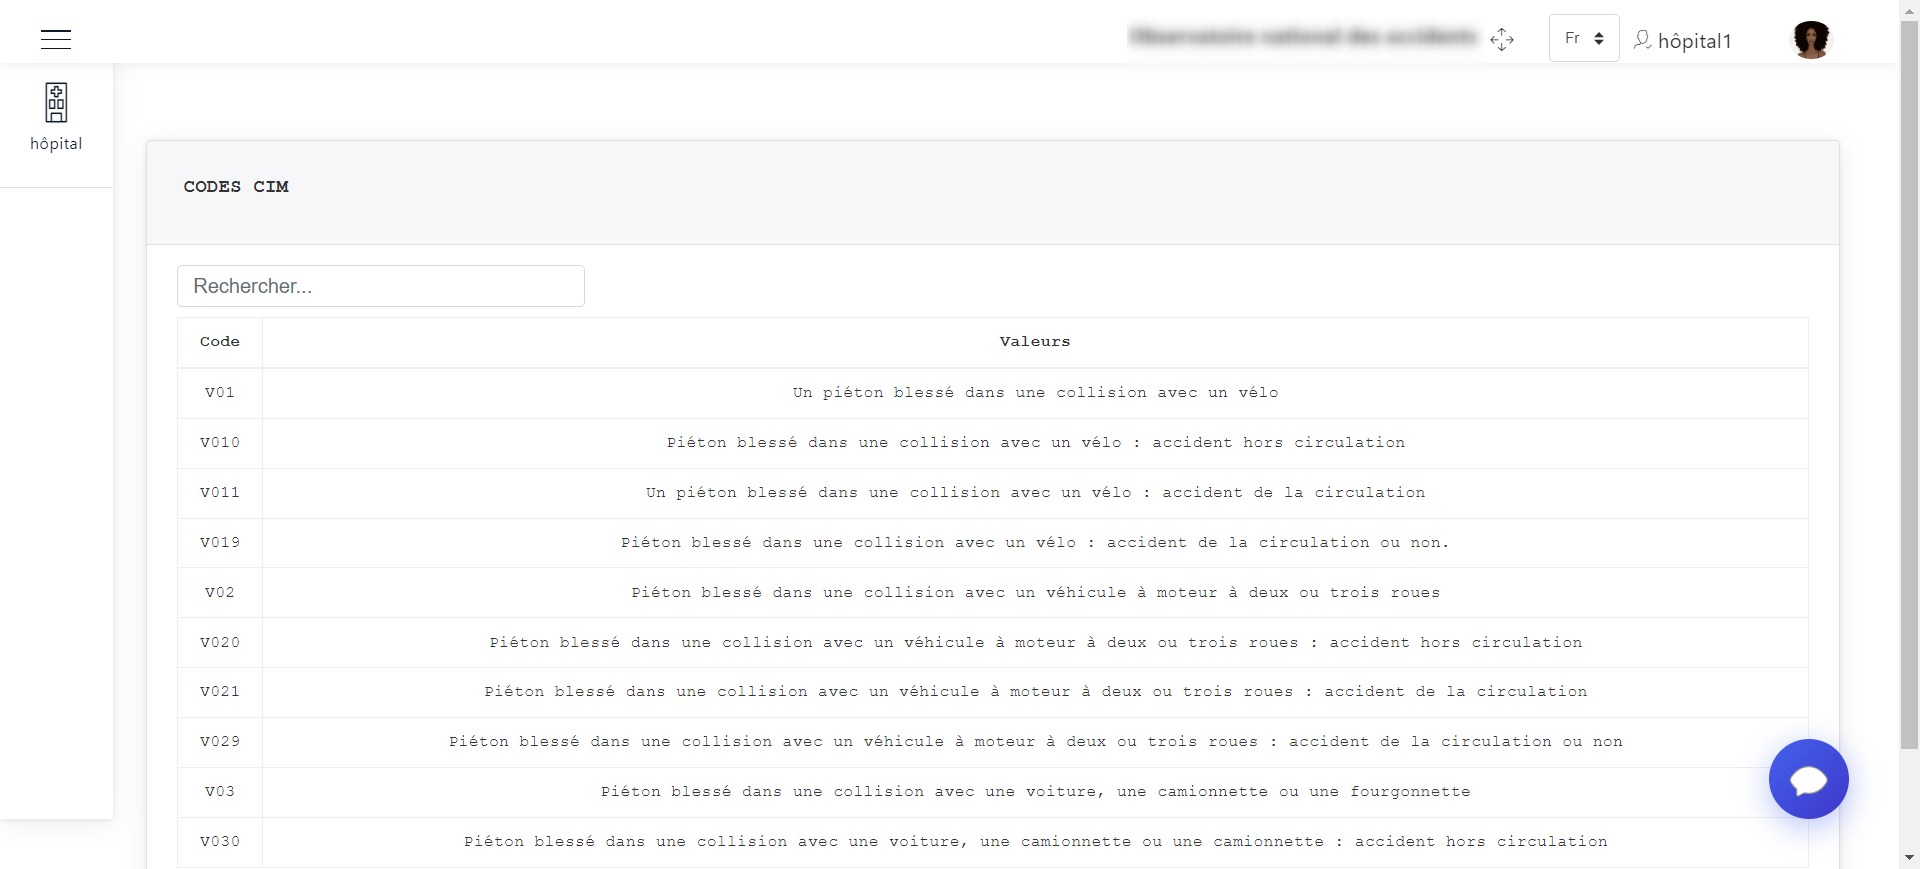 Fr
hôpital1
hôpital
CODES CIM
Rechercher...
Code Valeurs
V01 Un piéton blessé dans une collision avec un vélo
V010 Piéton blessé dans une collision avec un vélo : accident hors circulation
V011 Un piéton blessé dans une collision avec un vélo : accident de la circulation
V019 Piéton blessé dans une collision avec un vélo : accident de la circulation ou non.
V02 Piéton blessé dans une collision avec un véhicule à moteur à deux ou trois roues
V020 Piéton blessé dans une collision avec un véhicule à moteur à deux ou trois roues : accident hors circulation
V021 Piéton blessé dans une collision avec un véhicule à moteur à deux ou trois roues : accident de la circulation
V029 Piéton blessé dans une collision avec un véhicule à moteur à deux ou trois roues : accident de la circulation ou non
V03 Piéton blessé dans une collision avec une voiture, une camionnette ou une fourgonnette
V030 Piéton blessé dans une collision avec une voiture, une camionnette ou une camionnette : accident hors circulation